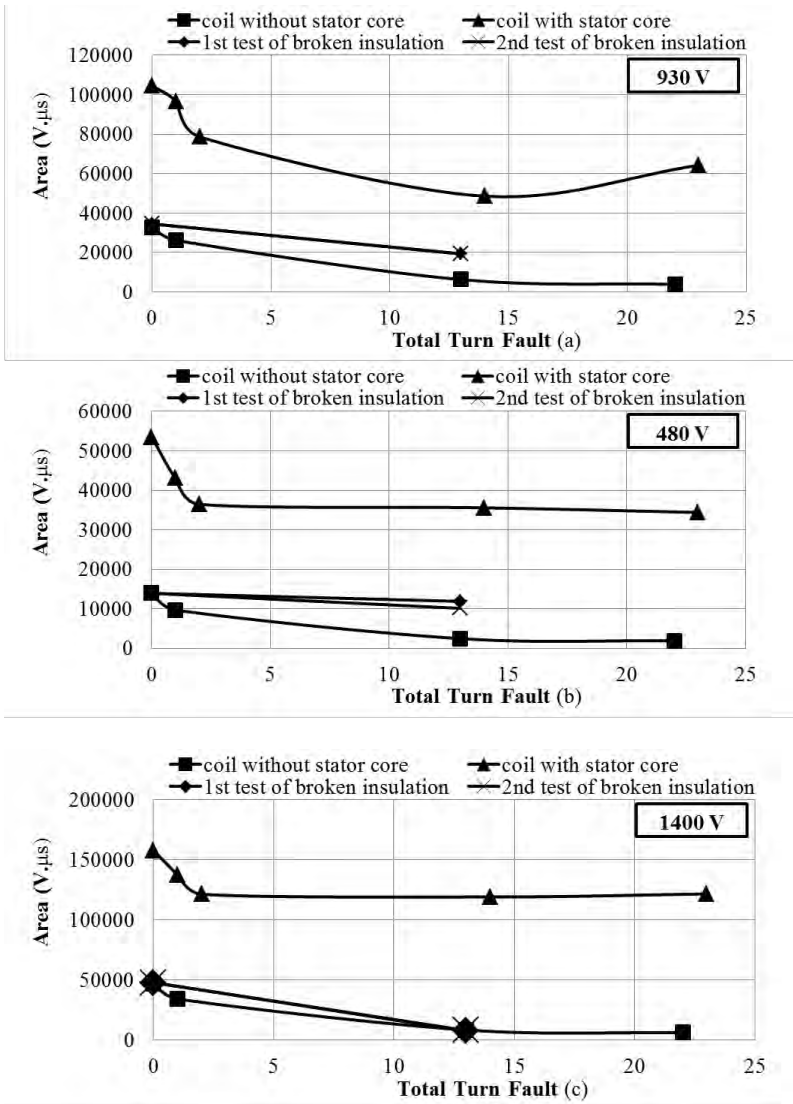 coil without stator core coil with stator core
1st test of broken insulation 2nd test of broken insulation
120000
930 V
100000
80000
60000
40000
20000
0
Area (V.μs)
0 5 10 15 20 25
Total Turn Fault (a)
coil without stator core coil with stator core
1st test of broken insulation 2nd test of broken insulation
60000
480 V
50000
40000
30000
20000
10000
0
Area (V.μs)
0 5 10 15 20 25
Total Turn Fault (b)
coil without stator core coil with stator core
1st test of broken insulation 2nd test of broken insulation
200000
1400 V
150000
100000
50000
0
Area (V.μs)
0 5 10 15 20 25
Total Turn Fault (c)